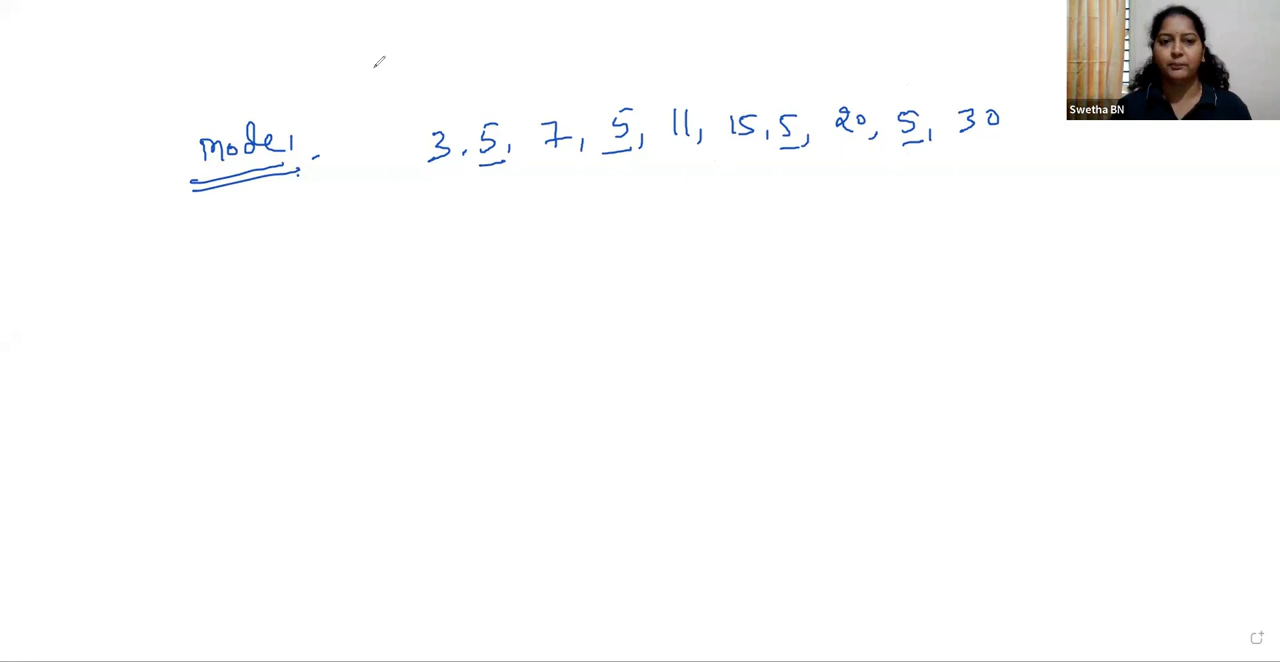 mode, 3, 5, 7, 5, 11, 15, 5, 20, 5, 30
Swetha BN